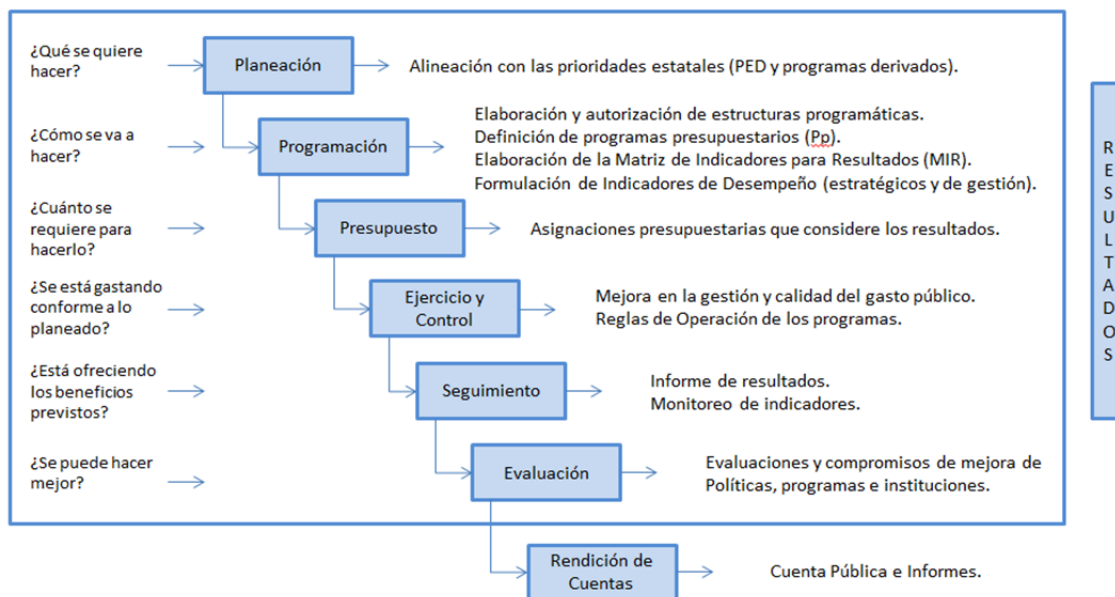 ¿Qué se quiere
hacer?
Planeación
Alineación con las prioridades estatales (PED y programas derivados).
¿Cómo se va a
hacer?
Programación
Elaboración y autorización de estructuras programáticas.
Definición de programas presupuestarios (Pp).
Elaboración de la Matriz de Indicadores para Resultados (MIR).
Formulación de Indicadores de Desempeño (estratégicos y de gestión).
¿Cuánto se
requiere para
hacerlo?
Presupuesto
Asignaciones presupuestarias que considere los resultados.
¿Se está gastando
conforme a lo
planeado?
Ejercicio y
Control
Mejora en la gestión y calidad del gasto público.
Reglas de Operación de los programas.
¿Está ofreciendo
los beneficios
previstos?
Seguimiento
Informe de resultados.
Monitoreo de indicadores.
¿Se puede hacer
mejor?
Evaluación
Evaluaciones y compromisos de mejora de
Políticas, programas e instituciones.
Rendición de
Cuentas
Cuenta Pública e Informes.
R
E
S
U
L
T
A
D
O
S